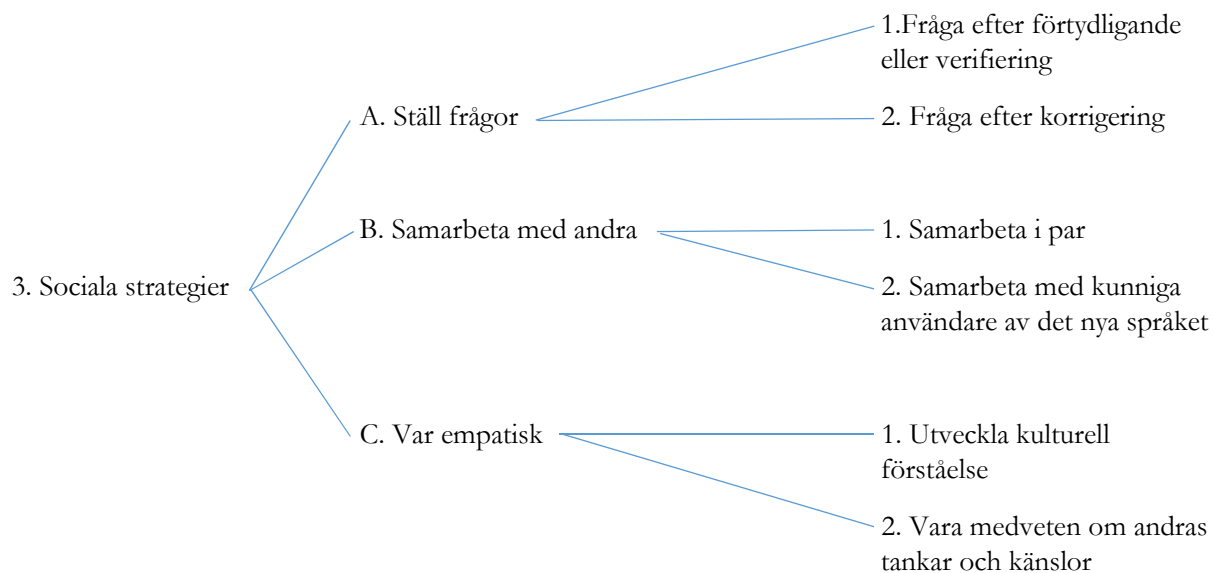 1.Fråga efter förtydligande
eller verifiering
A. Ställ frågor
2. Fråga efter korrigering
B. Samarbeta med andra
1. Samarbeta i par
3. Sociala strategier
2. Samarbeta med kunniga
användare av det nya språket
C. Var empatisk
1. Utveckla kulturell
förståelse
2. Vara medveten om andras
tankar och känslor